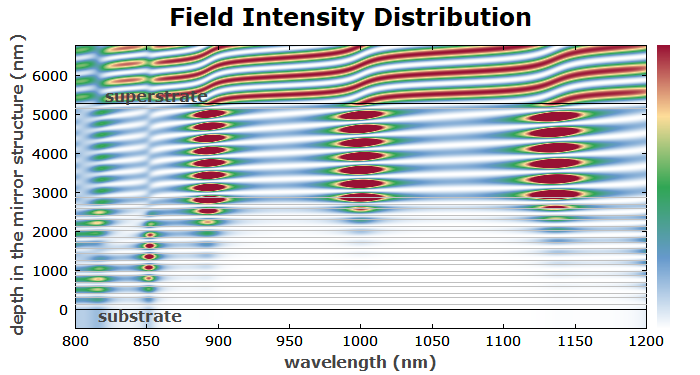 Field Intensity Distribution
depth in the mirror structure (nm)
6000
5000
4000
3000
2000
1000
0
superstrate
substrate
800 850 900 950 1000 1050 1100 1150 1200
wavelength (nm)